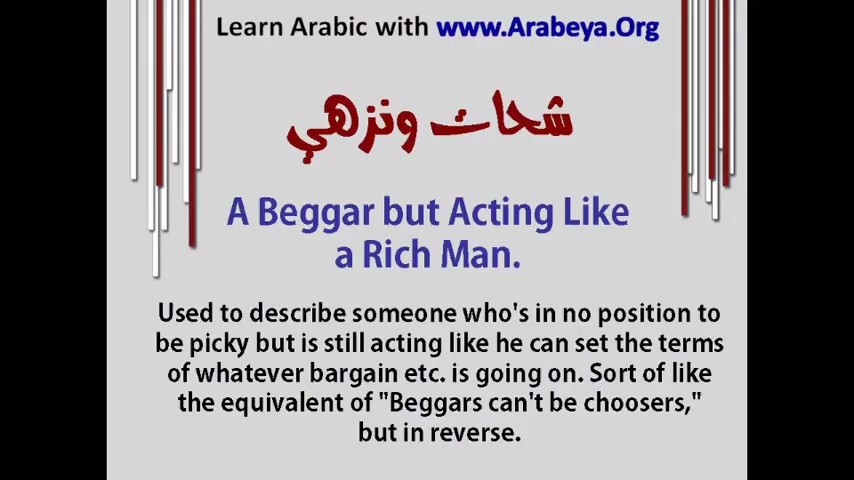 Learn Arabic with www.Arabeya.Org
شحات ونزهي
A Beggar but Acting Like
a Rich Man.
Used to describe someone who's in no position to
be picky but is still acting like he can set the terms
of whatever bargain etc. is going on. Sort of like
the equivalent of "Beggars can't be choosers,"
but in reverse.